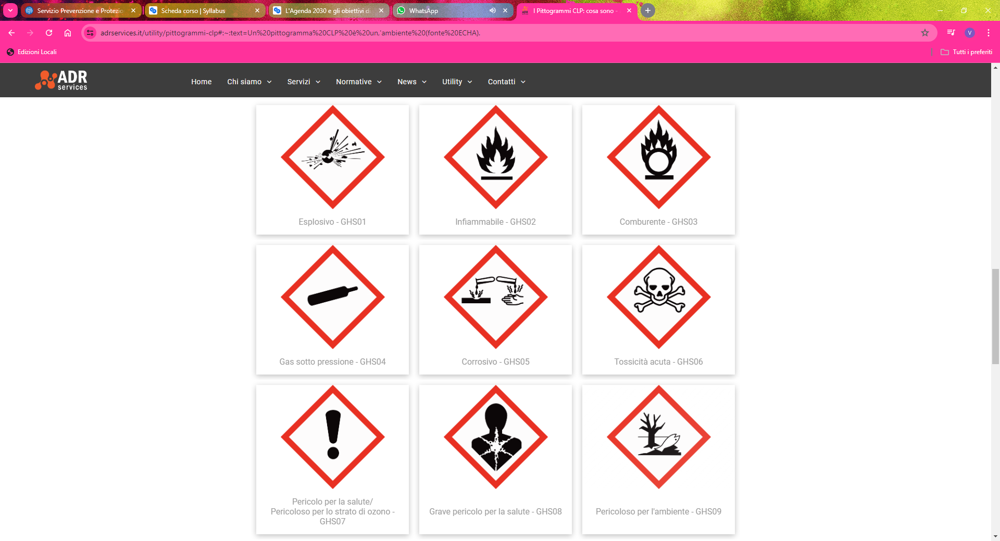 Servizio Prevenzione e Protezio
Scheda corso | Syllabus
L'Agenda 2030 e gli obiettivi di
WhatsApp
I Pittogrammi CLP: cosa sono -
adrservices.it/utility/pittogrammi-clp#:~:text=Un%20pittogramma%20CLP%20è%20un,'ambiente%20(fonte%20ECHA).
V
Edizioni Locali
Tutti i preferiti
ADR
services
Home
Chi siamo
Servizi
Normative
News
Utility
Contatti
Esplosivo - GHS01
Infiammabile - GHS02
Comburente - GHS03
Gas sotto pressione - GHS04
Corrosivo - GHS05
Tossicità acuta - GHS06
Pericolo per la salute/
Pericoloso per lo strato di ozono -
GHS07
Grave pericolo per la salute - GHS08
Pericoloso per l'ambiente - GHS09